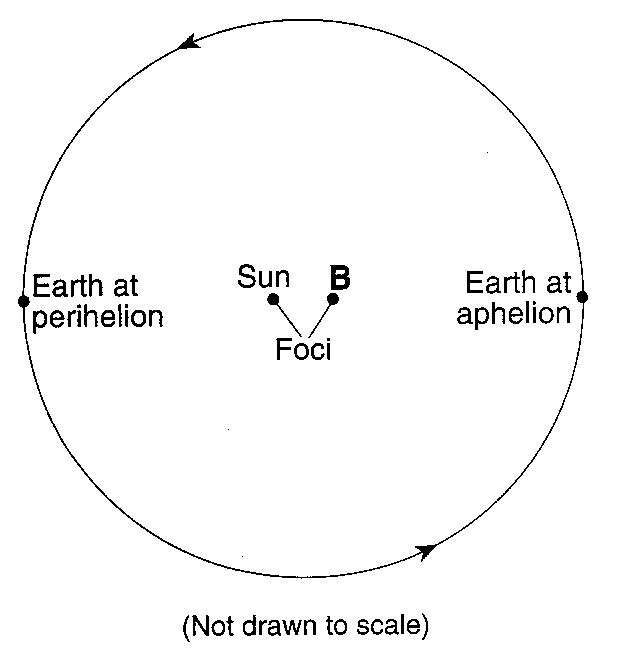 Sun
B
Earth at
perihelion
Earth at
aphelion
Foci
(Not drawn to scale)